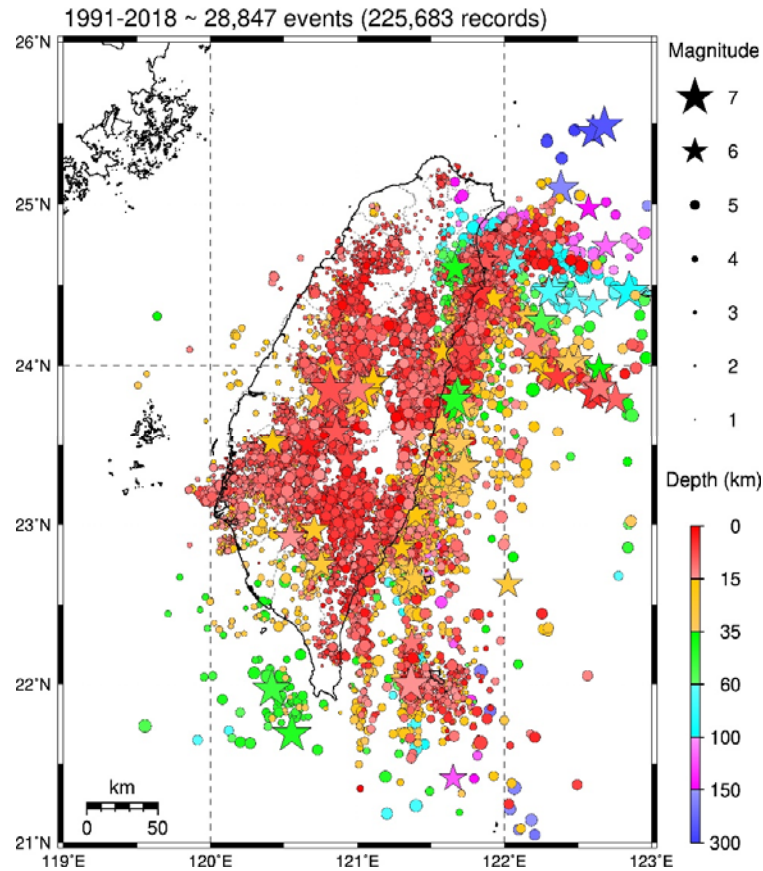 1991-2018 ~ 28,847 events (225,683 records)
26°N
25°N
24°N
23°N
22°N
21°N
119°E
120°E
121°E
122°E
123°E
km
0
50
Magnitude
7
6
5
4
3
2
1
Depth (km)
0
15
35
60
100
150
300